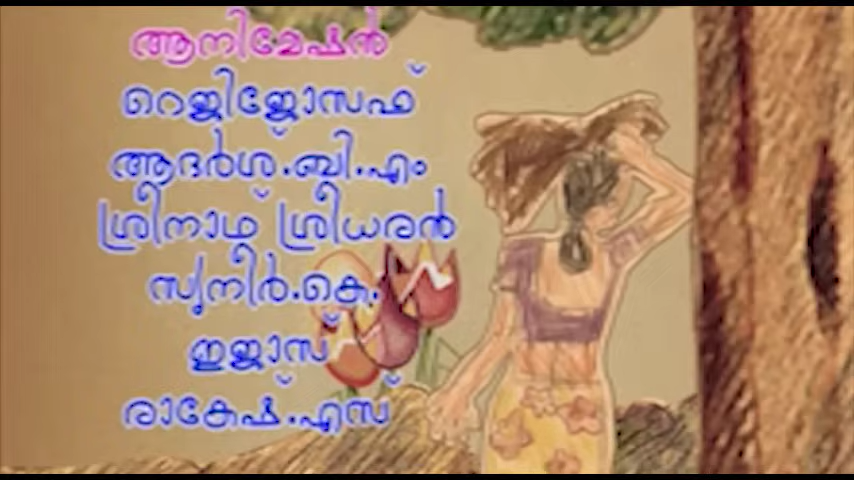 ആനിമേഷൻ
റെജിജോസഫ്
ആദർശ്.ബി.എം
ശ്രീനാഥ് ശ്രീധരൻ
സുനീർ.കെ.
ഇജാസ്
രാകേഷ്.എസ്